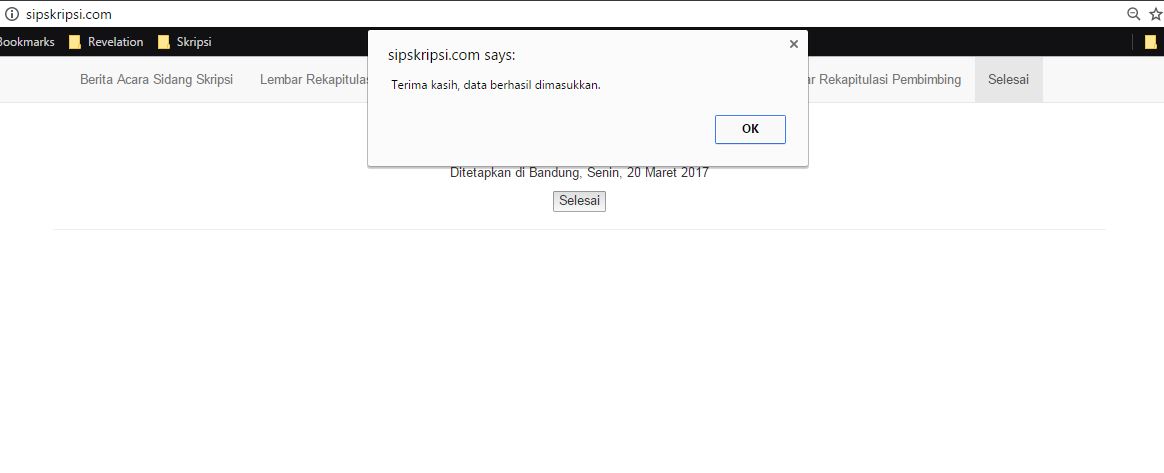 sipskripsi.com
Bookmarks Revelation Skripsi
sipskripsi.com says:
Terima kasih, data berhasil dimasukkan.
OK
Berita Acara Sidang Skripsi Lembar Rekapitulas Rekapitulasi Pembimbing Selesai
Ditetapkan di Bandung, Senin, 20 Maret 2017
Selesai